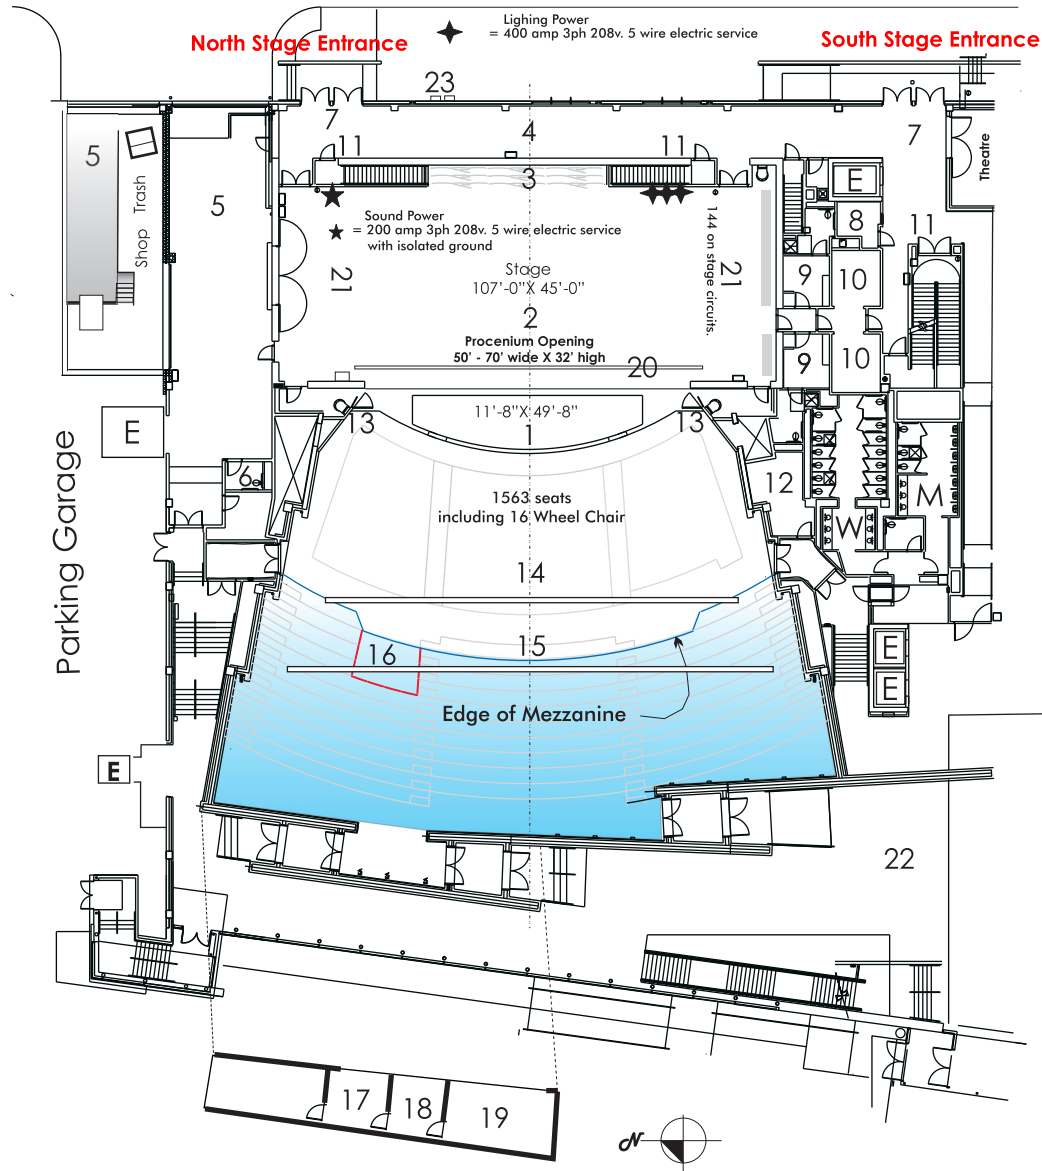 Lighing Power
= 400 amp 3ph 208v. 5 wire electric service
North Stage Entrance
South Stage Entrance
23
7
4
7
11
11
Theatre
5
Trash
Shop
5
3
E
8
11
Sound Power
= 200 amp 3ph 208v. 5 wire electric service
with isolated ground
144 on stage circuits.
21
21
Stage
107'-0"X 45'-0"
9
10
2
Procenium Opening
50' - 70' wide X 32' high
20
9
10
11'-8"X 49'-8"
13
1
13
E
Parking Garage
6
12
1563 seats
including 16 Wheel Chair
M
W
14
15
16
E
E
Edge of Mezzanine
E
22
17
18
19
N